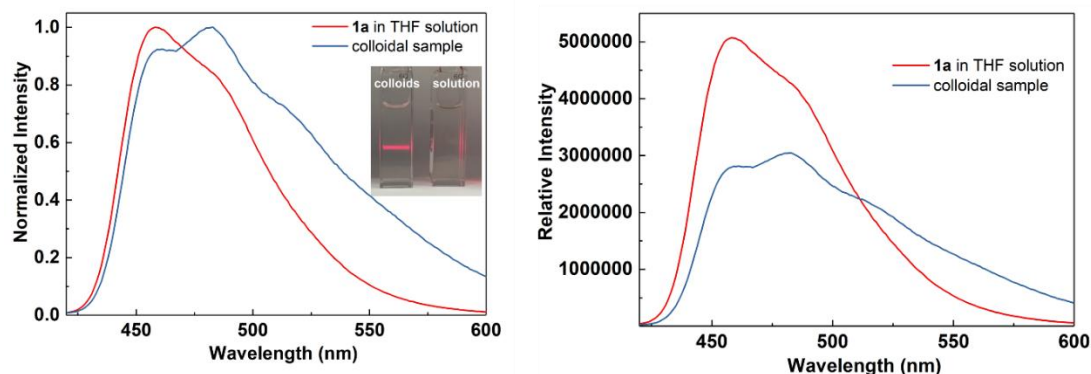 1.0
0.8
0.6
0.4
0.2
0.0
Normalized Intensity
1a in THF solution
colloidal sample
colloids solution
450 500 550 600
Wavelength (nm)
5000000
4000000
3000000
2000000
1000000
Relative Intensity
1a in THF solution
colloidal sample
450 500 550 600
Wavelength (nm)